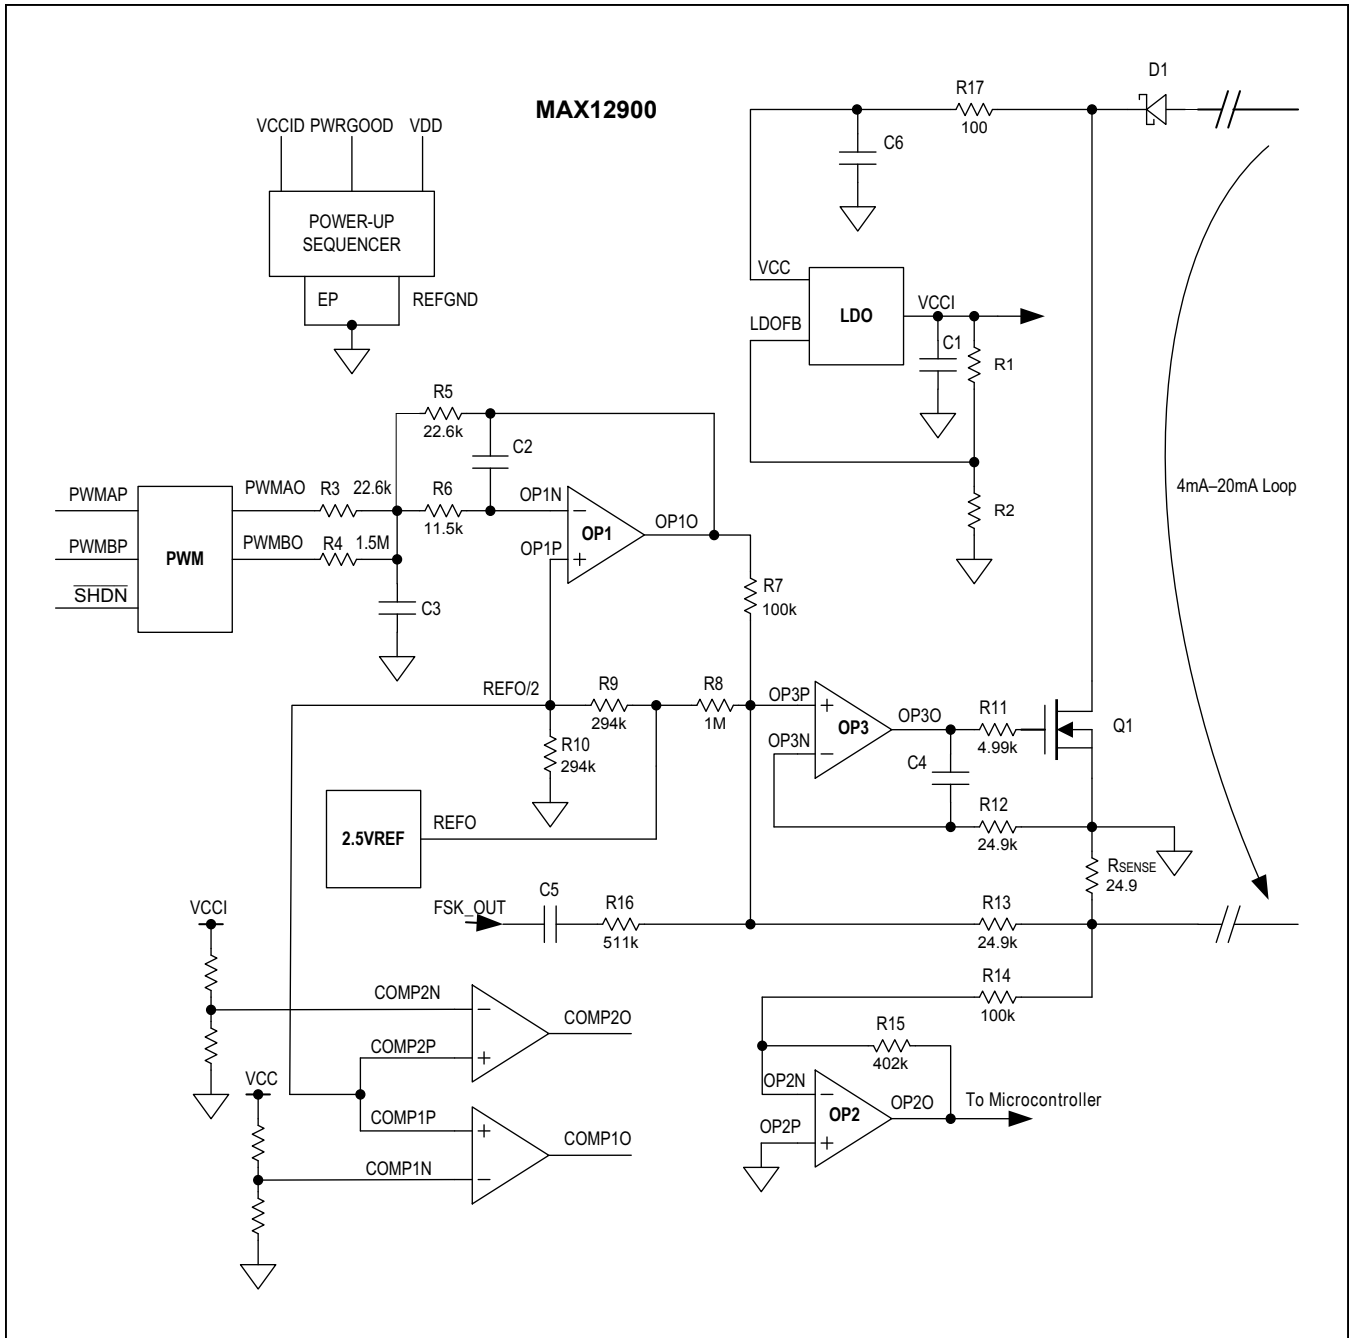 MAX12900
D1
R17
100
C6
VCCID PWRGOOD VDD
POWER-UP
SEQUENCER
EP
REFGND
VCC
LDO
VCCI
LDOFB
C1
R1
R2
4mA–20mA Loop
R5
22.6k
C2
PWMAP
PWMBP
SHDN
PWM
PWMAO
PWMBO
R3
22.6k
R4
1.5M
R6
11.5k
OP1N
OP1P
OP1
OP1O
C3
R7
100k
REFO/2
R9
294k
R8
1M
R10
294k
OP3P
OP3N
OP3
OP3O
R11
4.99k
Q1
C4
R12
24.9k
RSENSE
24.9
2.5VREF
REFO
FSK_OUT
C5
R16
511k
R13
24.9k
R14
100k
VCCI
COMP2N
COMP2P
COMP2O
VCC
COMP1P
COMP1N
COMP1O
R15
402k
OP2N
OP2P
OP2
OP2O
To Microcontroller